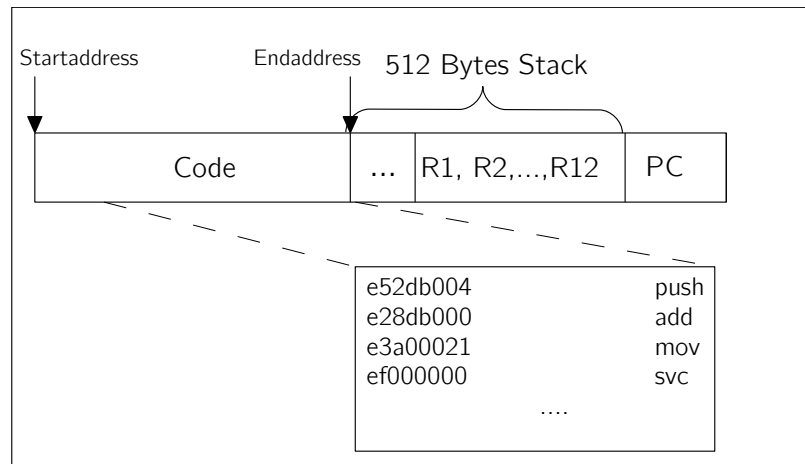 Startaddress
Endaddress
512 Bytes Stack
Code
...
R1, R2,...,R12
PC
e52db004 push
e28db000 add
e3a00021 mov
ef000000 svc
....